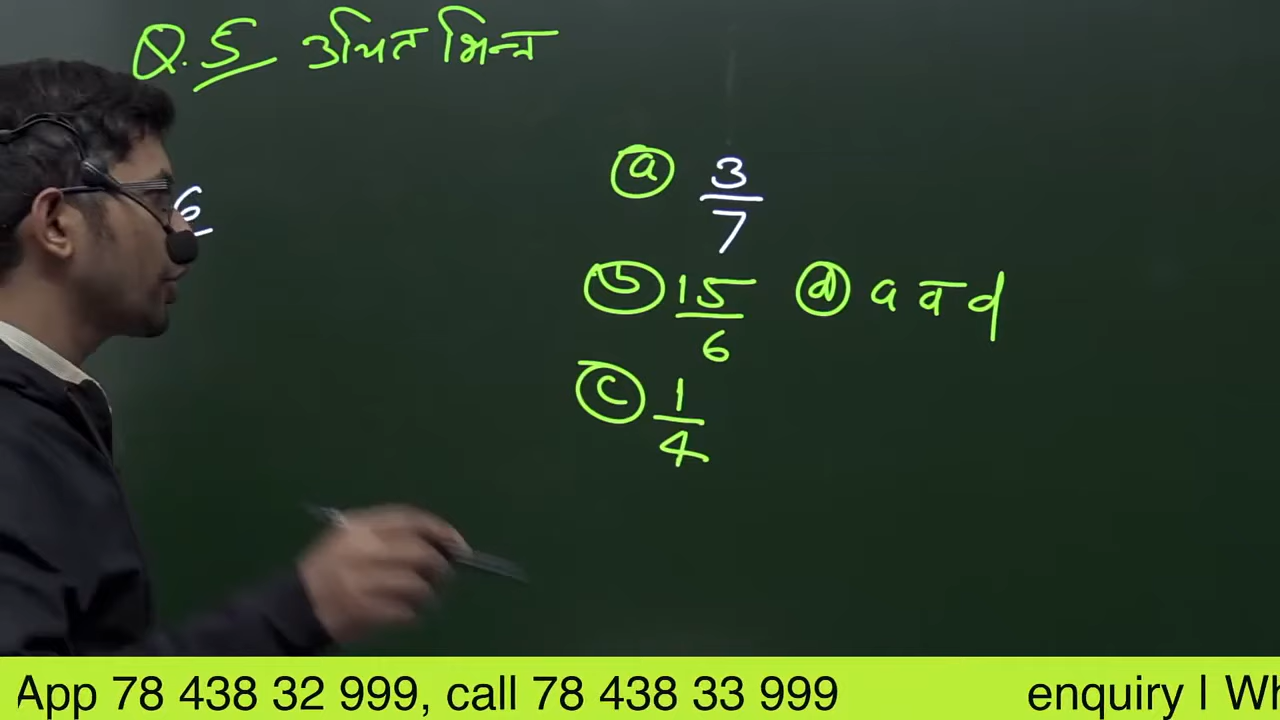 Q.5 उचित भिन्न
6
ⓐ 3/7
ⓑ 15/6 ⓓ a व d
ⓒ 1/4
App 78 438 32 999, call 78 438 33 999 enquiry I Wh